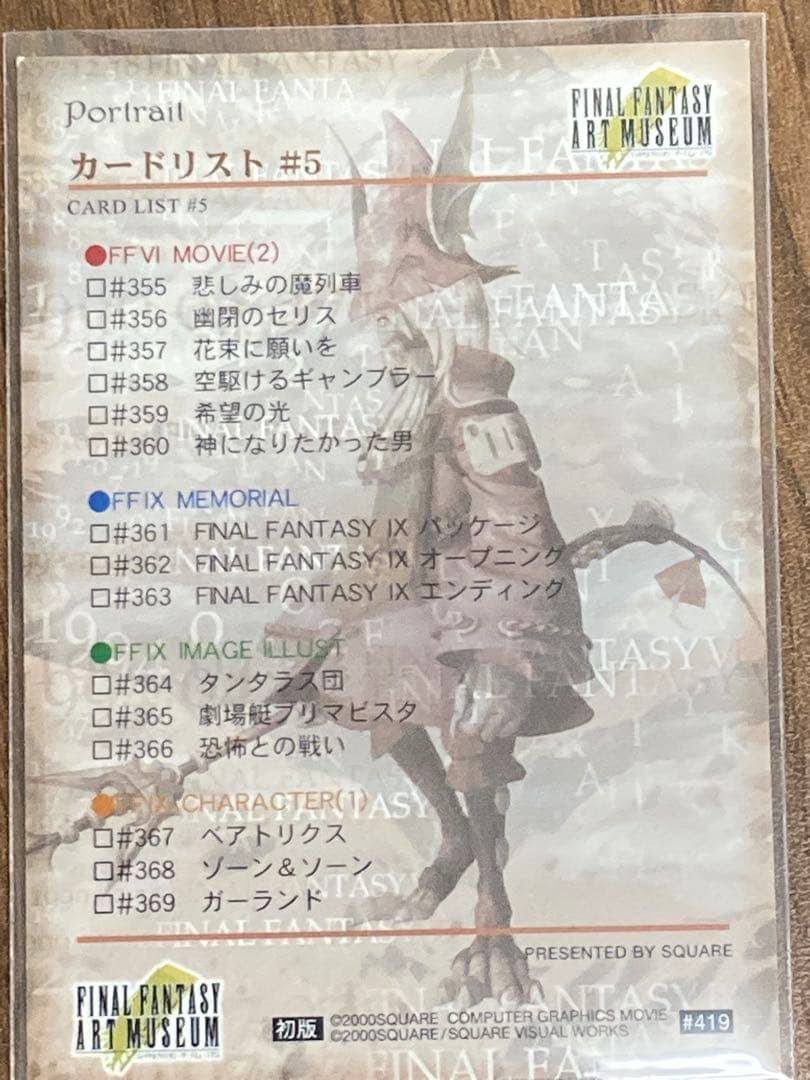 Portrait
FINAL FANTASY
ART MUSEUM
カードリスト #5
CARD LIST #5
●FFVI MOVIE(2)
□#355 悲しみの魔列車
□#356 幽閉のセリス
□#357 花束に願いを
□#358 空駆けるギャンブラー
□#359 希望の光
□#360 神になりたかった男
●FFIX MEMORIAL
□#361 FINAL FANTASY IX パッケージ
□#362 FINAL FANTASY IX オープニング
□#363 FINAL FANTASY IX エンディング
●FFIX IMAGE ILLUST
□#364 タンタラス団
□#365 劇場艇プリマビスタ
□#366 恐怖との戦い
●FFIX CHARACTER(1)
□#367 ベアトリクス
□#368 ゾーン&ソーン
□#369 ガーランド
PRESENTED BY SQUARE
FINAL FANTASY
ART MUSEUM
初版
©2000SQUARE COMPUTER GRAPHICS MOVIE
©2000SQUARE/SQUARE VISUAL WORKS
#419